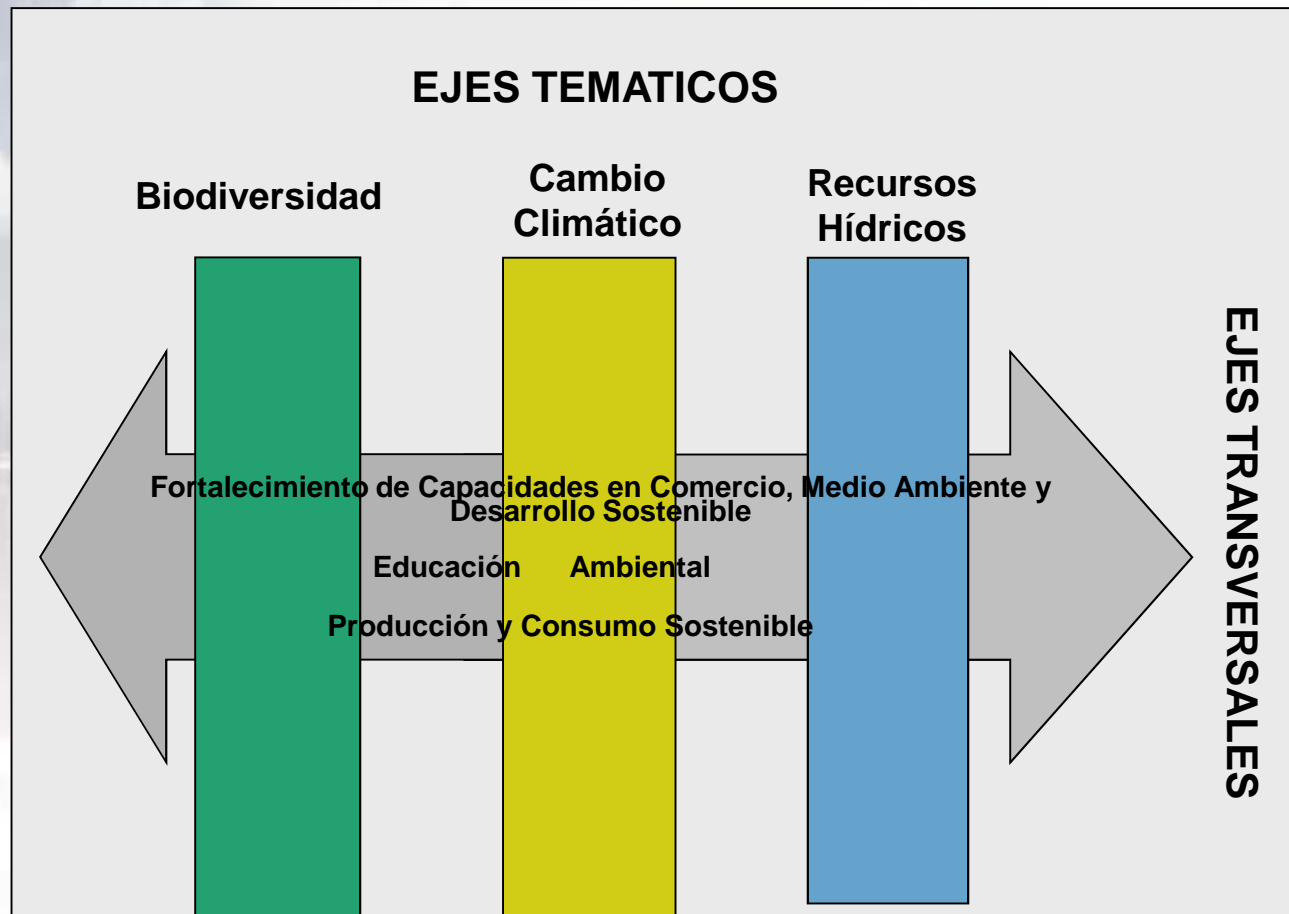 EJES TEMATICOS
Biodiversidad
Cambio
Climático
Recursos
Hídricos
Fortalecimiento de Capacidades en Comercio, Medio Ambiente y
Desarrollo Sostenible
Educación Ambiental
Producción y Consumo Sostenible
EJES TRANSVERSALES